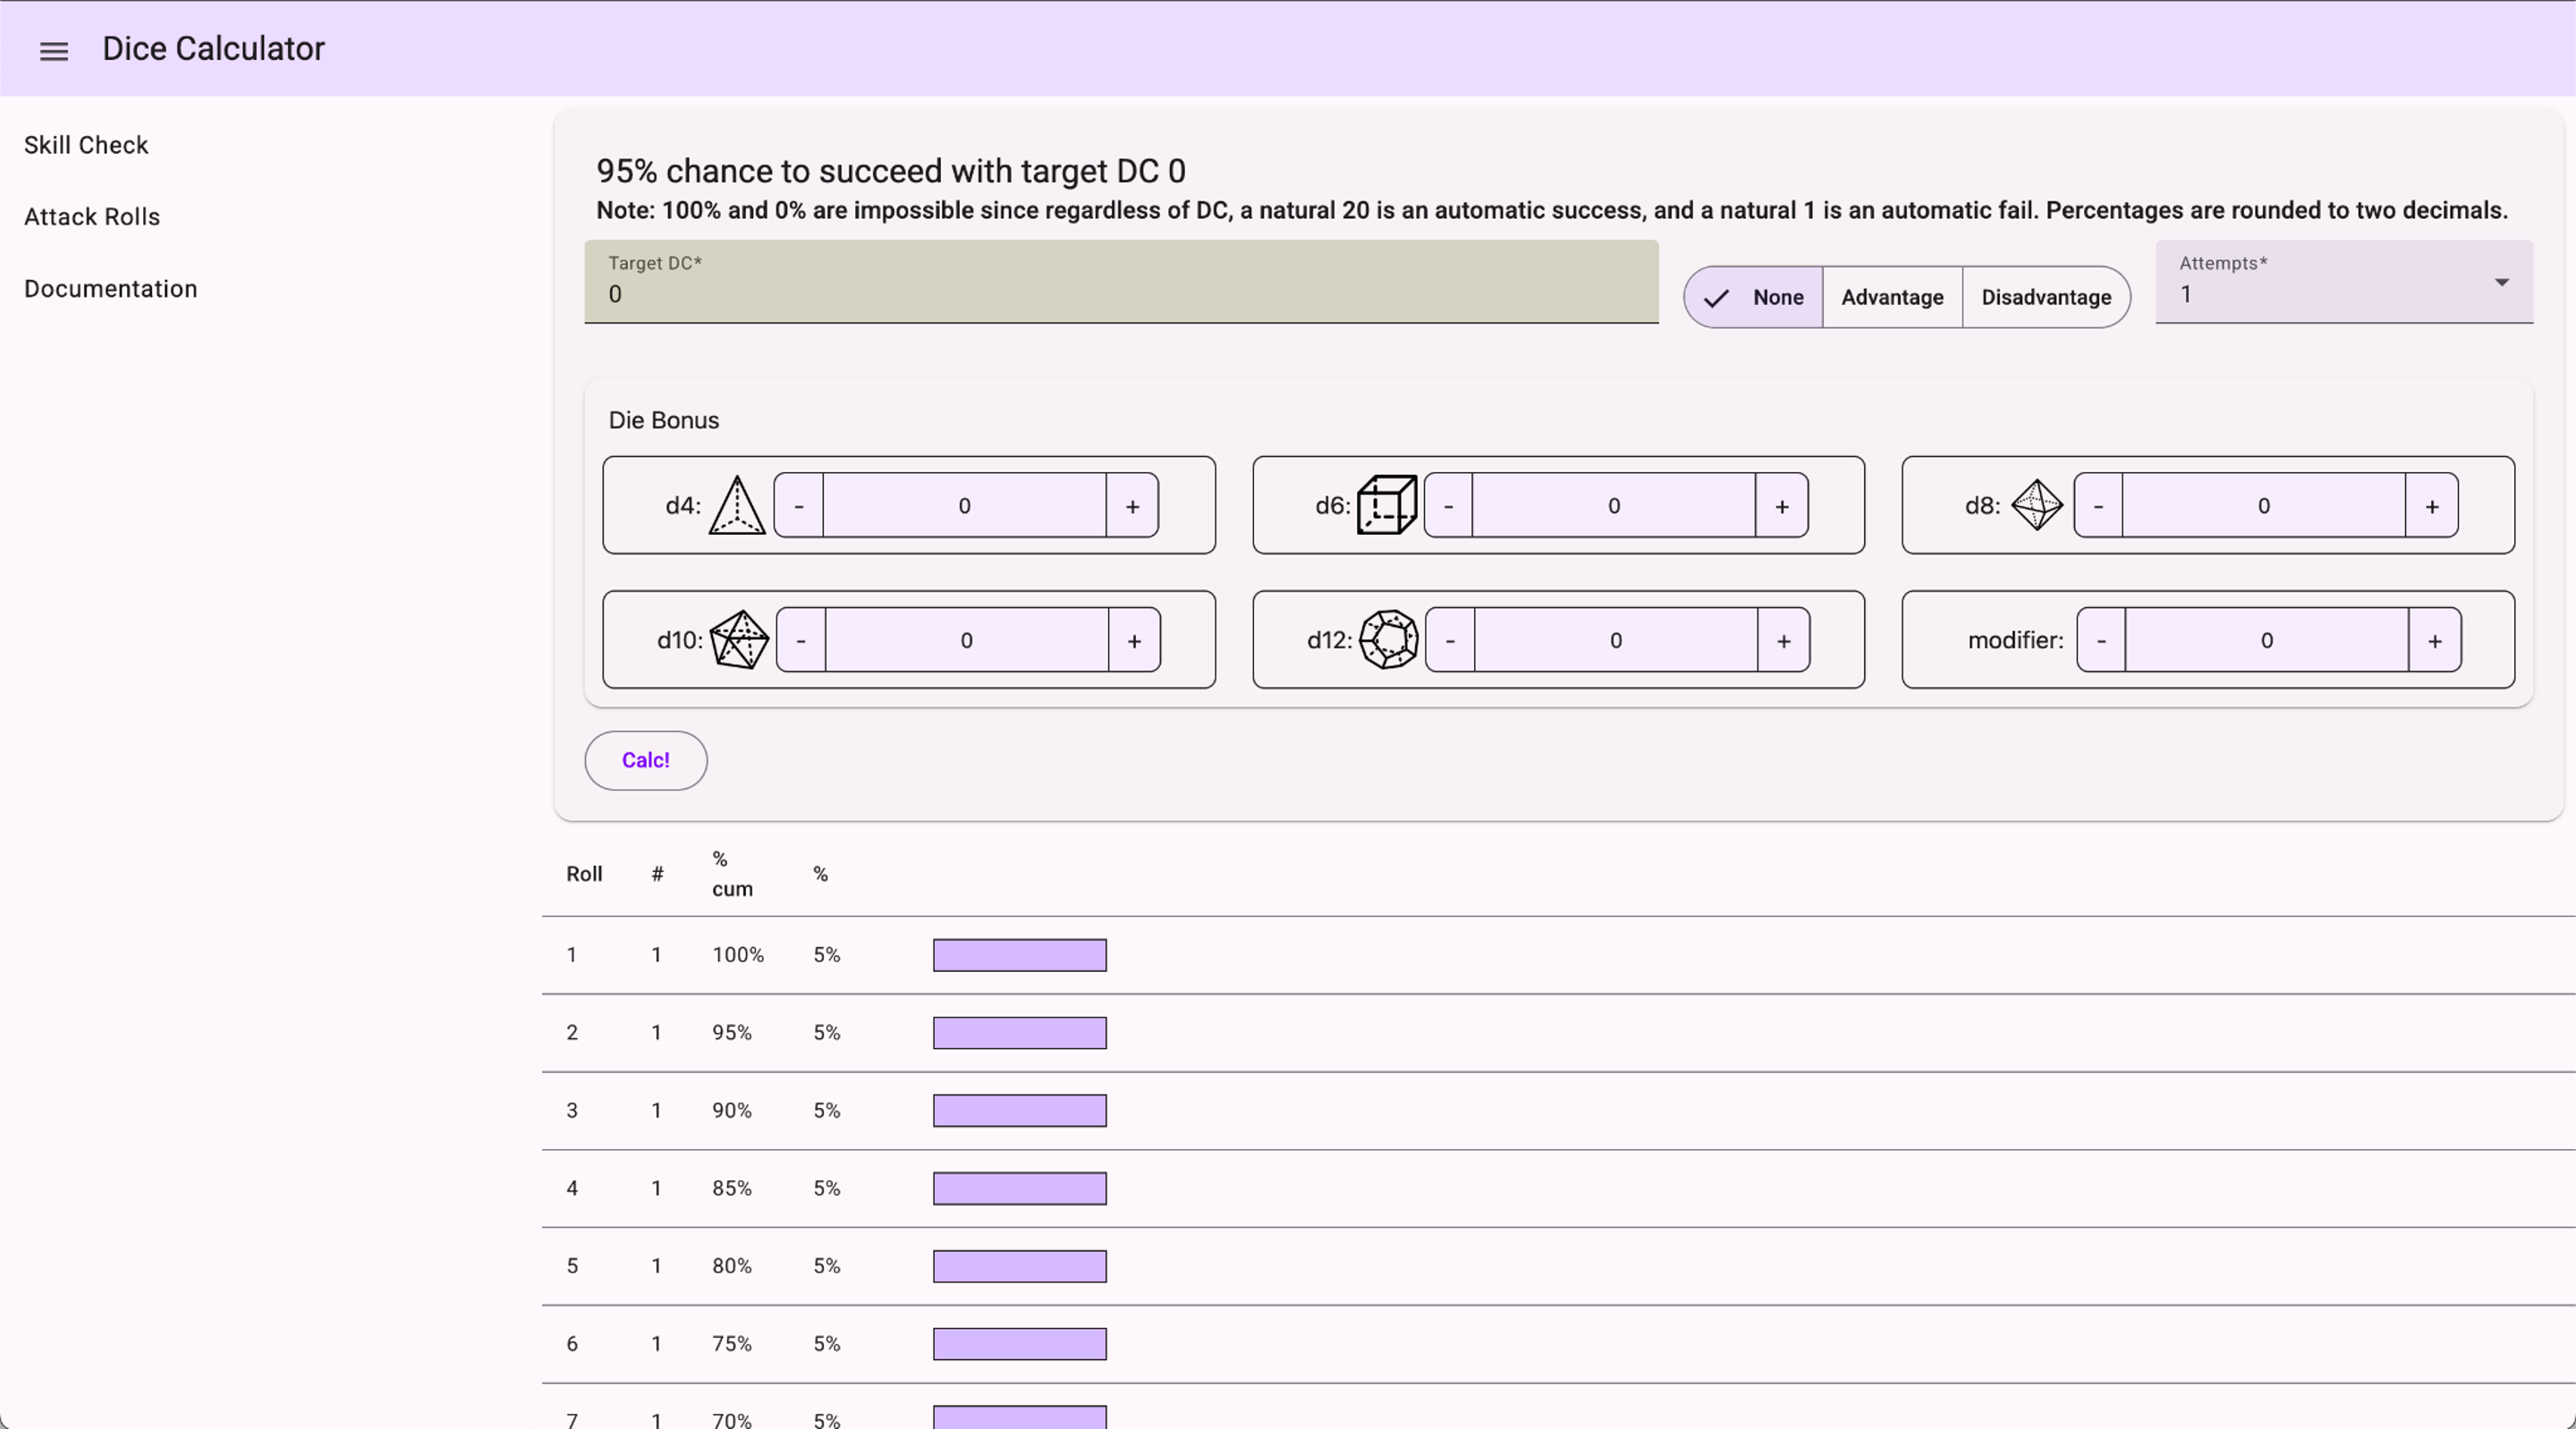 Dice Calculator
Skill Check
Attack Rolls
Documentation
95% chance to succeed with target DC 0
Note: 100% and 0% are impossible since regardless of DC, a natural 20 is an automatic success, and a natural 1 is an automatic fail. Percentages are rounded to two decimals.
Target DC*
0
None Advantage Disadvantage
Attempts*
1
Die Bonus
d4: - 0 + d6: - 0 + d8: - 0 +
d10: - 0 + d12: - 0 + modifier: - 0 +
Calc!
Roll # % cum %
1 1 100% 5%
2 1 95% 5%
3 1 90% 5%
4 1 85% 5%
5 1 80% 5%
6 1 75% 5%
7 1 70% 5%